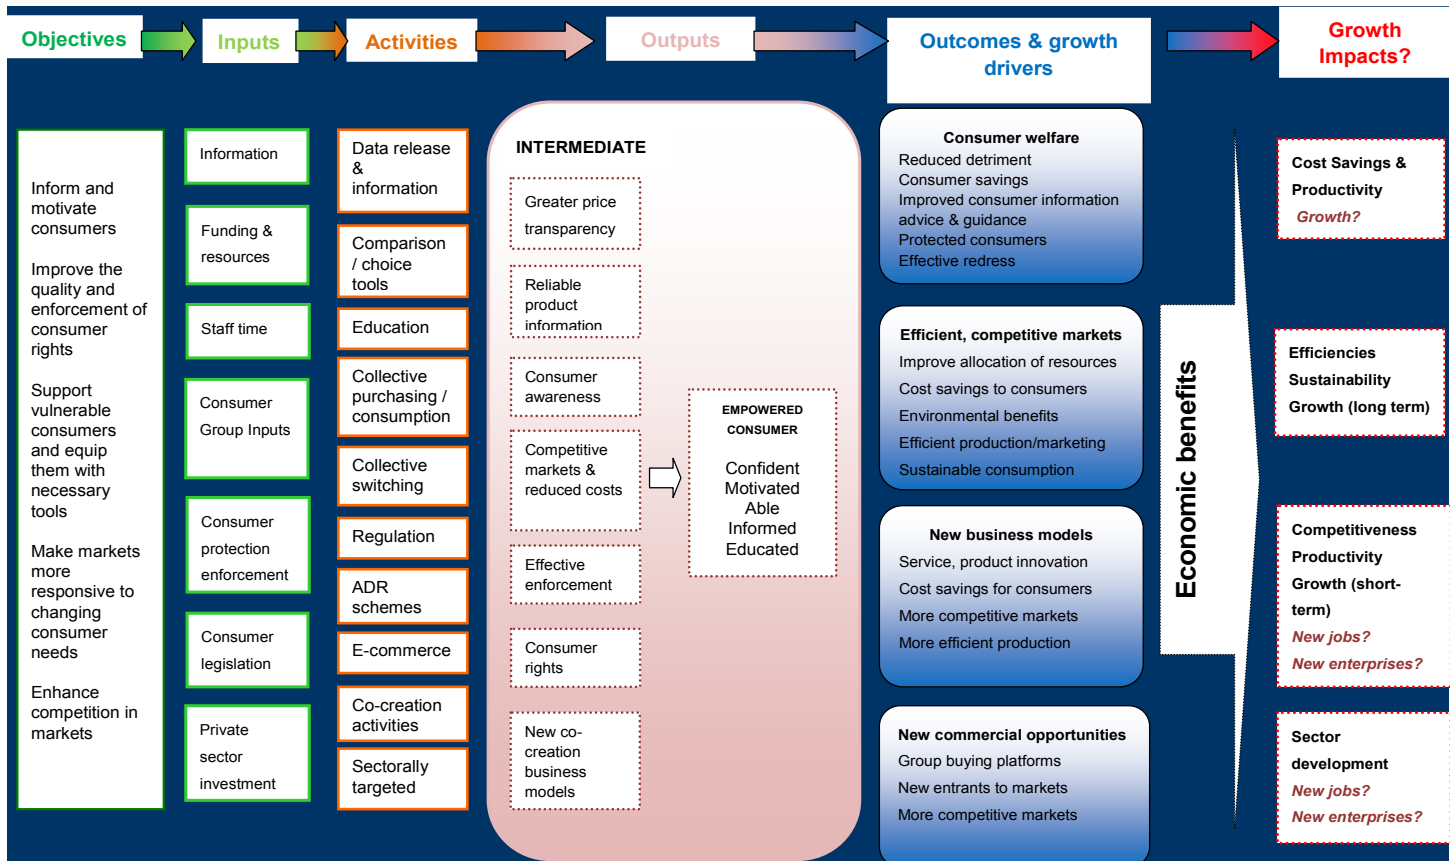 Objectives
Inputs
Activities
Outputs
Outcomes & growth
drivers
Growth
Impacts?
Inform and
motivate
consumers
Improve the
quality and
enforcement of
consumer
rights
Support
vulnerable
consumers
and equip
them with
necessary
tools
Make markets
more
responsive to
changing
consumer
needs
Enhance
competition in
markets
Information
Funding &
resources
Staff time
Consumer
Group Inputs
Consumer
protection
enforcement
Consumer
legislation
Private
sector
investment
Data release
&
information
Comparison
/ choice
tools
Education
Collective
purchasing /
consumption
Collective
switching
Regulation
ADR
schemes
E-commerce
Co-creation
activities
Sectorally
targeted
INTERMEDIATE
Greater price
transparency
Reliable
product
information
Consumer
awareness
Competitive
markets &
reduced costs
Effective
enforcement
Consumer
rights
New co-
creation
business
models
EMPOWERED
CONSUMER
Confident
Motivated
Able
Informed
Educated
Consumer welfare
Reduced detriment
Consumer savings
Improved consumer information
advice & guidance
Protected consumers
Effective redress
Efficient, competitive markets
Improve allocation of resources
Cost savings to consumers
Environmental benefits
Efficient production/marketing
Sustainable consumption
New business models
Service, product innovation
Cost savings for consumers
More competitive markets
More efficient production
New commercial opportunities
Group buying platforms
New entrants to markets
More competitive markets
Economic benefits
Cost Savings &
Productivity
Growth?
Efficiencies
Sustainability
Growth (long term)
Competitiveness
Productivity
Growth (short-
term)
New jobs?
New enterprises?
Sector
development
New jobs?
New enterprises?